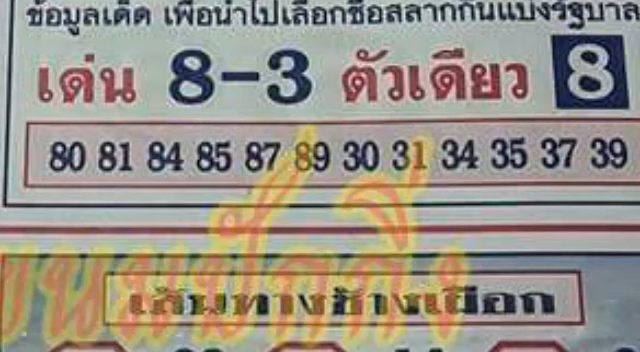 ข้อมูลเด็ด เพื่อนำไปเลือกซื้อสลากกินแบ่งรัฐบาล
เด่น 8-3 ตัวเดียว 8
80 81 84 85 87 89 30 31 34 35 37 39
เส้นทางช้างเผือก